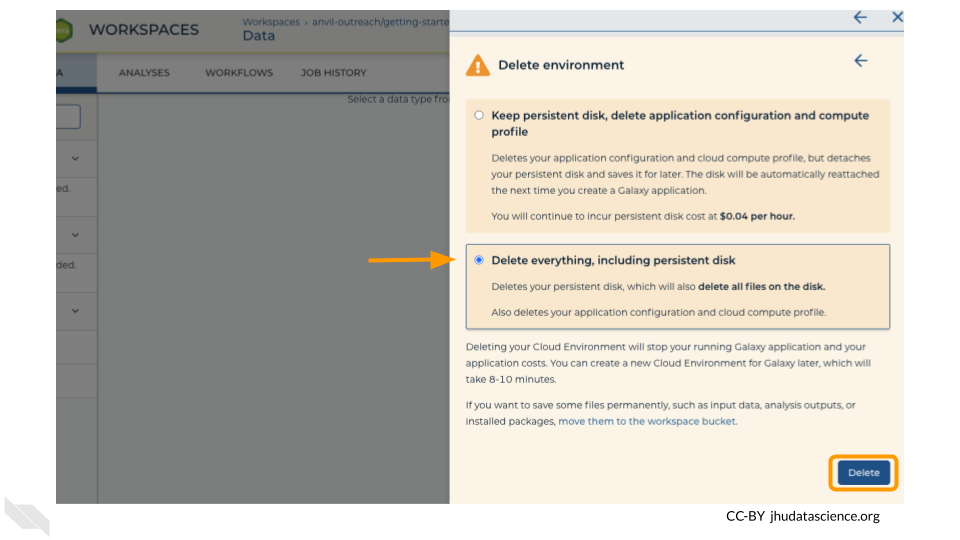 WORKSPACES
Workspaces › anvil-outreach/getting-starte
Data
A
ANALYSES
WORKFLOWS
JOB HISTORY
Select a data type fro
ed.
ded.
Delete environment
Keep persistent disk, delete application configuration and compute
profile
Deletes your application configuration and cloud compute profile, but detaches
your persistent disk and saves it for later. The disk will be automatically reattached
the next time you create a Galaxy application.
You will continue to incur persistent disk cost at $0.04 per hour.
Delete everything, including persistent disk
Deletes your persistent disk, which will also delete all files on the disk.
Also deletes your application configuration and cloud compute profile.
Deleting your Cloud Environment will stop your running Galaxy application and your
application costs. You can create a new Cloud Environment for Galaxy later, which will
take 8-10 minutes.
If you want to save some files permanently, such as input data, analysis outputs, or
installed packages, move them to the workspace bucket.
Delete
CC-BY jhudatascience.org